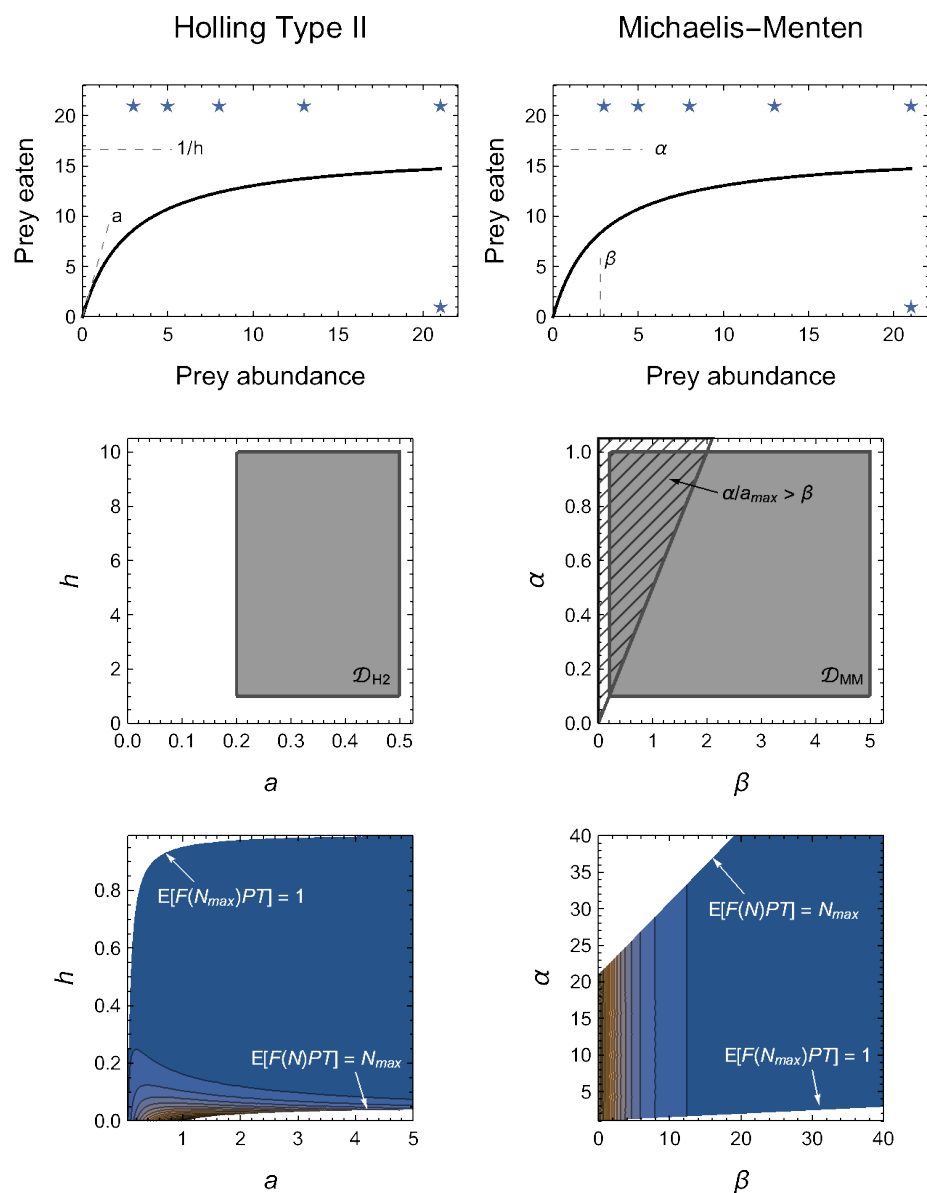 Holling Type II
Michaelis–Menten
Prey eaten
20
15
10
5
0
1/h
a
0 5 10 15 20
Prey abundance
Prey eaten
20
15
10
5
0
α
β
0 5 10 15 20
Prey abundance
h
10
8
6
4
2
0
𝒟H2
0.0 0.1 0.2 0.3 0.4 0.5
a
α
1.0
0.8
0.6
0.4
0.2
0.0
α/amax > β
𝒟MM
0 1 2 3 4 5
β
h
0.8
0.6
0.4
0.2
0.0
E[F(Nmax)PT] = 1
E[F(N)PT] = Nmax
1 2 3 4 5
a
α
40
35
30
25
20
15
10
5
E[F(N)PT] = Nmax
E[F(Nmax)PT] = 1
0 10 20 30 40
β